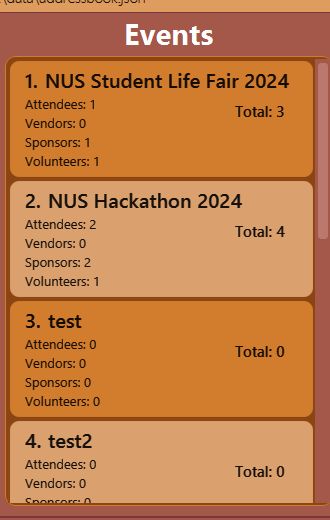 \data\addressbook.json
Events
1. NUS Student Life Fair 2024
Attendees: 1
Total: 3
Vendors: 0
Sponsors: 1
Volunteers: 1
2. NUS Hackathon 2024
Attendees: 2
Total: 4
Vendors: 0
Sponsors: 2
Volunteers: 1
3. test
Attendees: 0
Total: 0
Vendors: 0
Sponsors: 0
Volunteers: 0
4. test2
Attendees: 0
Total: 0
Vendors: 0
Sponsors: 0